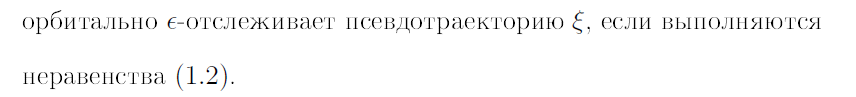 орбитально ϵ-отслеживает псевдотраекторию ξ, если выполняются
неравенства (1.2).